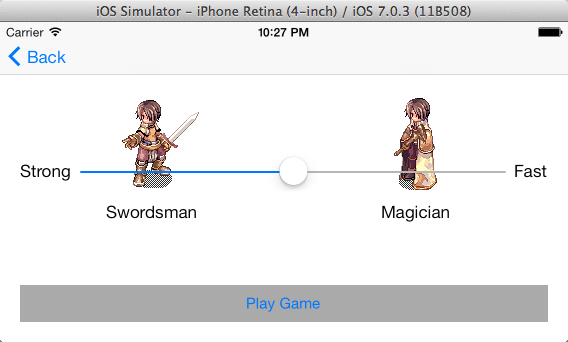 iOS Simulator – iPhone Retina (4-inch) / iOS 7.0.3 (11B508)
Carrier 10:27 PM
Back
Strong Fast
Swordsman Magician
Play Game